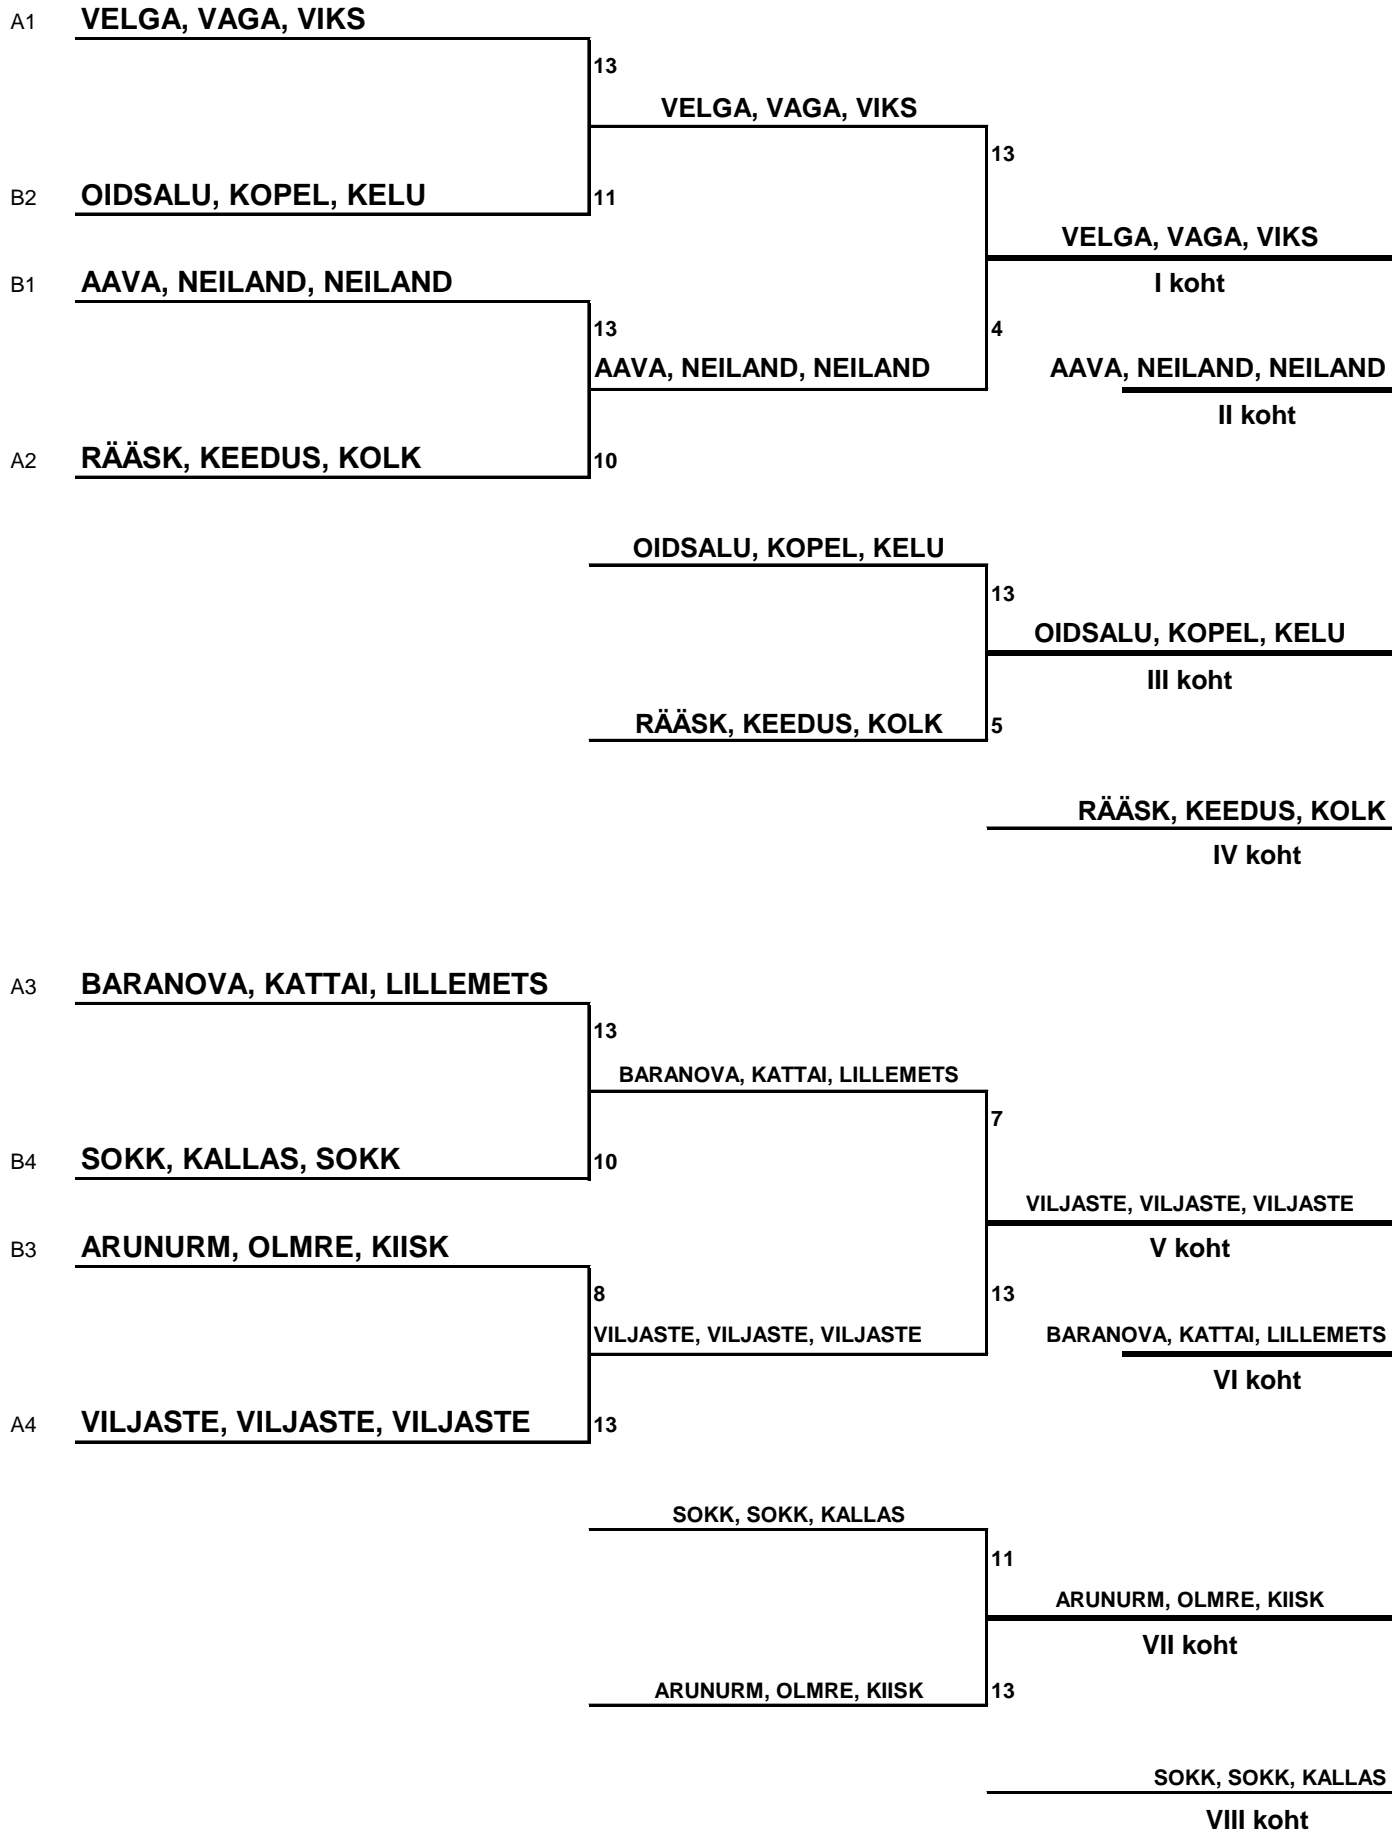 A1 VELGA, VAGA, VIKS
13
VELGA, VAGA, VIKS
13
B2 OIDSALU, KOPEL, KELU 11
VELGA, VAGA, VIKS
B1 AAVA, NEILAND, NEILAND I koht
13 4
AAVA, NEILAND, NEILAND AAVA, NEILAND, NEILAND
II koht
A2 RÄÄSK, KEEDUS, KOLK 10
OIDSALU, KOPEL, KELU
13
OIDSALU, KOPEL, KELU
III koht
RÄÄSK, KEEDUS, KOLK 5
RÄÄSK, KEEDUS, KOLK
IV koht
A3 BARANOVA, KATTAI, LILLEMETS
13
BARANOVA, KATTAI, LILLEMETS
7
B4 SOKK, KALLAS, SOKK 10
VILJASTE, VILJASTE, VILJASTE
B3 ARUNURM, OLMRE, KIISK V koht
8 13
VILJASTE, VILJASTE, VILJASTE BARANOVA, KATTAI, LILLEMETS
VI koht
A4 VILJASTE, VILJASTE, VILJASTE 13
SOKK, SOKK, KALLAS
11
ARUNURM, OLMRE, KIISK
VII koht
ARUNURM, OLMRE, KIISK 13
SOKK, SOKK, KALLAS
VIII koht